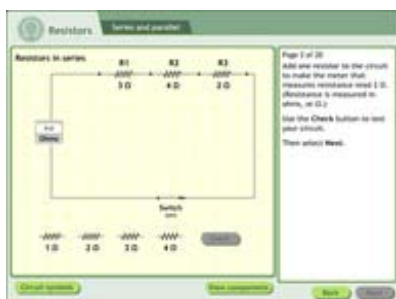 Resistors
Series and parallel
Resistors in series
R1 R2 R3
3 Ω 4 Ω 2 Ω
Ohms
Switch
1 Ω 2 Ω 3 Ω 4 Ω
Check
Circuit symbols
View components
Page 2 of 20
Add one resistor to the circuit
to make the meter that
measures resistance read
(Resistance is measured in
ohms, or Ω.)
Use the Check button to test
your circuit.
Then select Next.
Back
Next